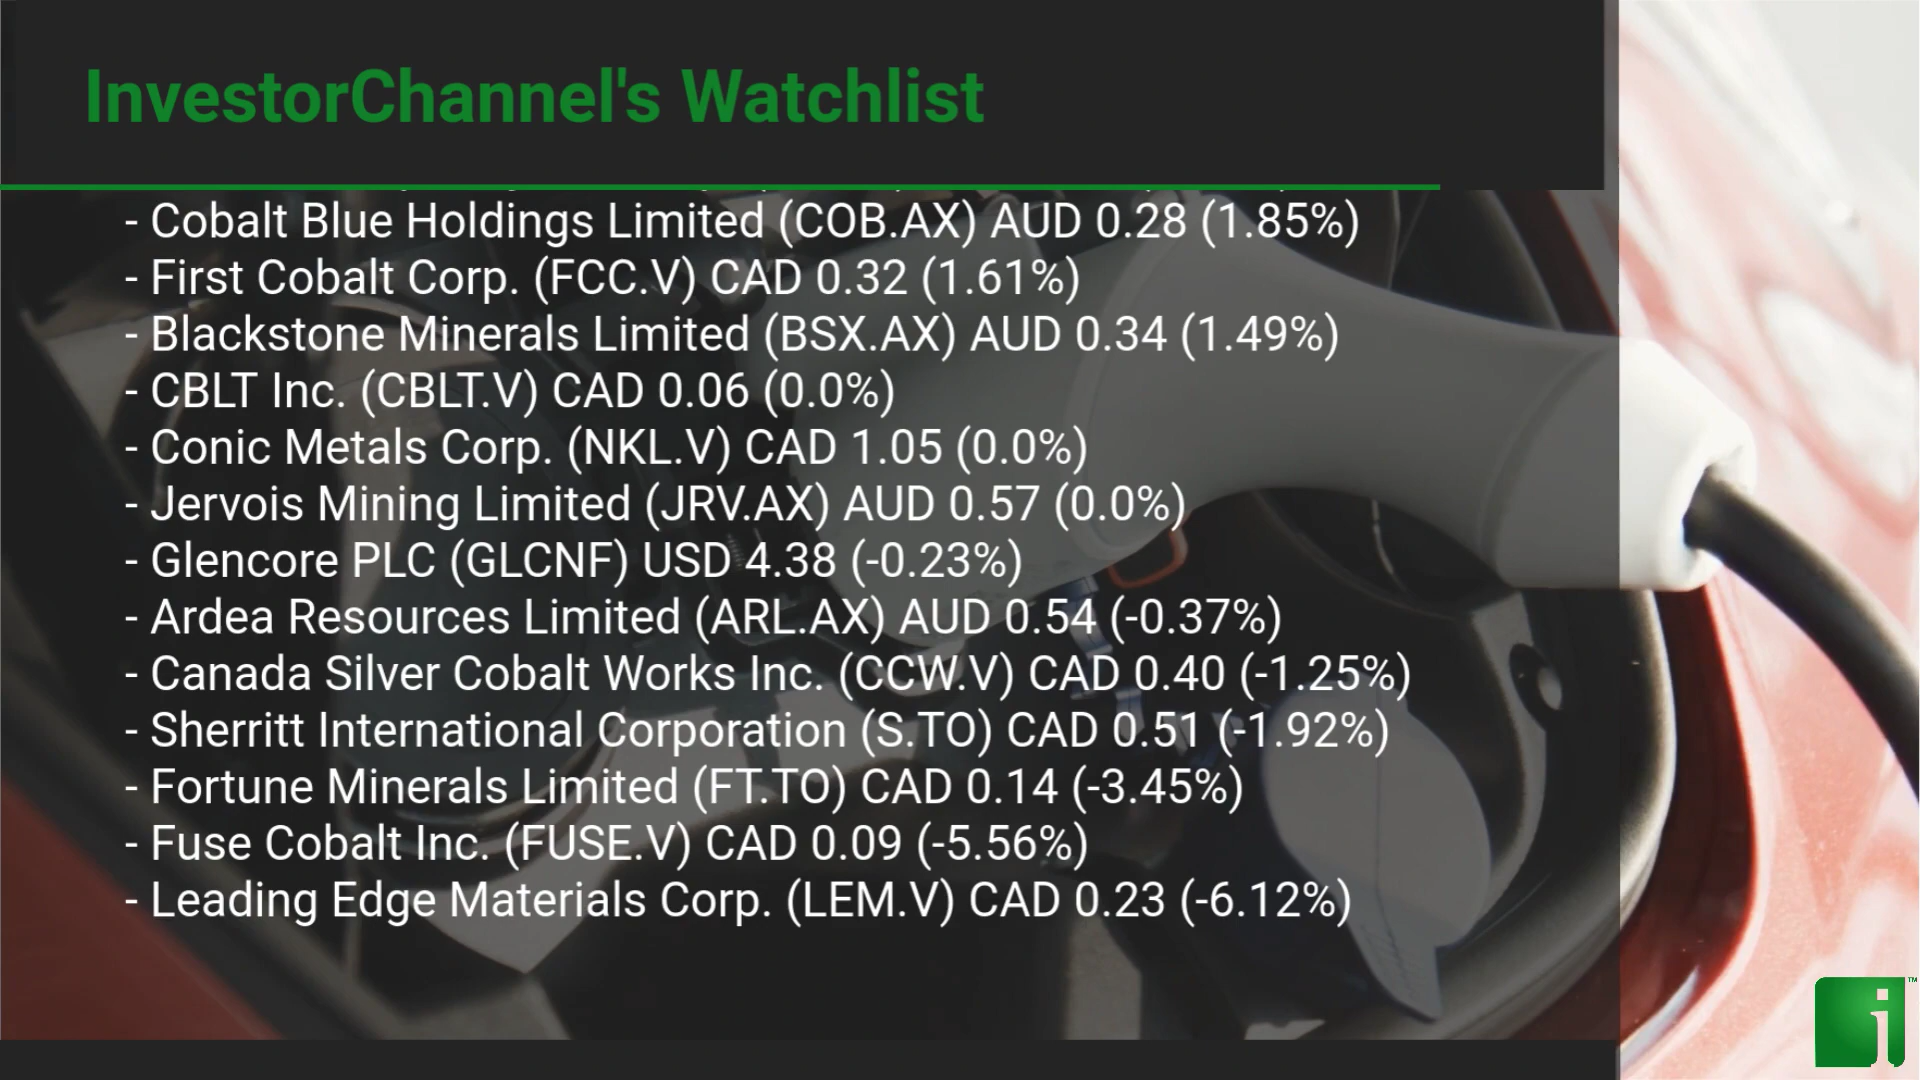 InvestorChannel's Watchlist
- Cobalt Blue Holdings Limited (COB.AX) AUD 0.28 (1.85%)
- First Cobalt Corp. (FCC.V) CAD 0.32 (1.61%)
- Blackstone Minerals Limited (BSX.AX) AUD 0.34 (1.49%)
- CBLT Inc. (CBLT.V) CAD 0.06 (0.0%)
- Conic Metals Corp. (NKL.V) CAD 1.05 (0.0%)
- Jervois Mining Limited (JRV.AX) AUD 0.57 (0.0%)
- Glencore PLC (GLCNF) USD 4.38 (-0.23%)
- Ardea Resources Limited (ARL.AX) AUD 0.54 (-0.37%)
- Canada Silver Cobalt Works Inc. (CCW.V) CAD 0.40 (-1.25%)
- Sherritt International Corporation (S.TO) CAD 0.51 (-1.92%)
- Fortune Minerals Limited (FT.TO) CAD 0.14 (-3.45%)
- Fuse Cobalt Inc. (FUSE.V) CAD 0.09 (-5.56%)
- Leading Edge Materials Corp. (LEM.V) CAD 0.23 (-6.12%)
i™